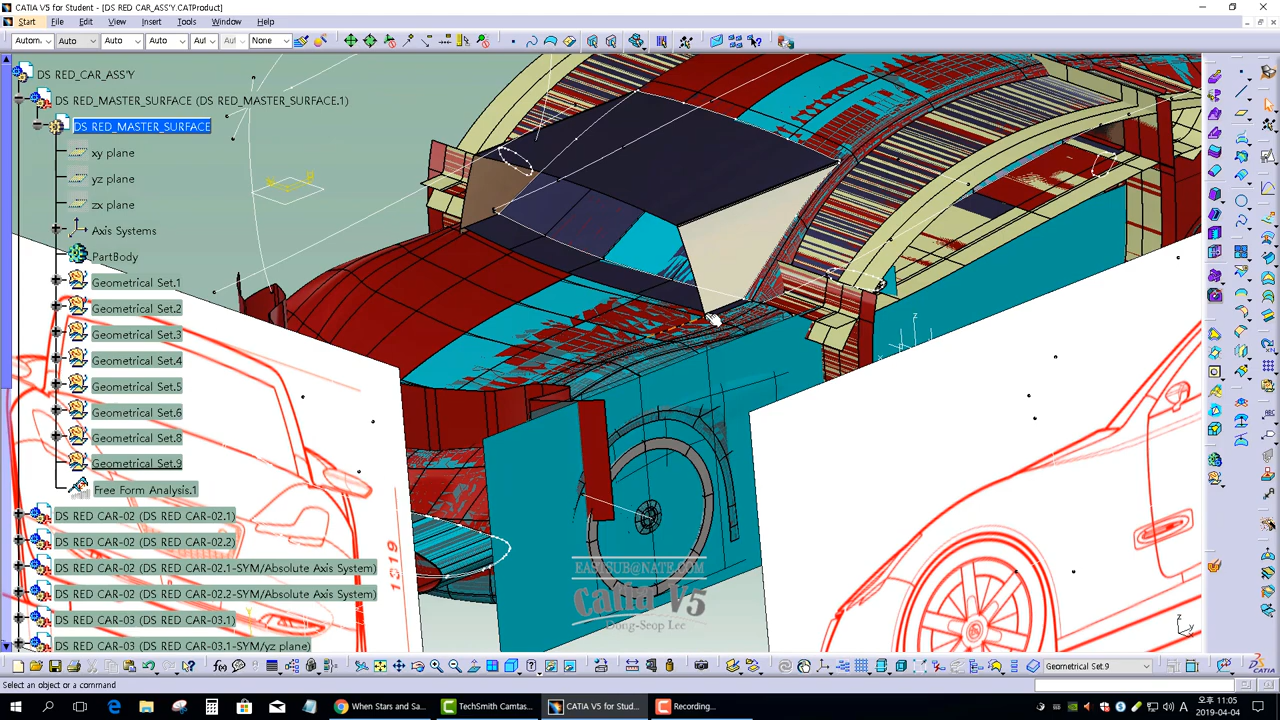 CATIA V5 for Student - [DS RED CAR_ASS'Y.CATProduct]
Start File Edit View Insert Tools Window Help
Autom. Auto Auto Auto Aut Aut None
DS RED_CAR_ASS'Y
DS RED_MASTER_SURFACE (DS RED_MASTER_SURFACE.1)
DS RED_MASTER_SURFACE
xy plane
yz plane
zx plane
Axis Systems
PartBody
Geometrical Set.1
Geometrical Set.2
Geometrical Set.3
Geometrical Set.4
Geometrical Set.5
Geometrical Set.6
Geometrical Set.8
Geometrical Set.9
Free Form Analysis.1
DS RED CAR-02 (DS RED CAR-02.1)
DS RED CAR-02 (DS RED CAR-02.2)
DS RED CAR-02 (DS RED CAR-02.1-SYM/Absolute Axis System)
DS RED CAR-02 (DS RED CAR-02.2-SYM/Absolute Axis System)
DS RED CAR-03 (DS RED CAR-03.1)
DS RED CAR-03 (DS RED CAR-03.1-SYM/yz plane)
z
EASTSUB@NATE.COM
Catia V5
Dong-Seop Lee
Geometrical Set.9
Select an object or a command
When Stars and Sa...
TechSmith Camtas...
CATIA V5 for Stud...
Recording...
A
오후 11:05
2019-04-04